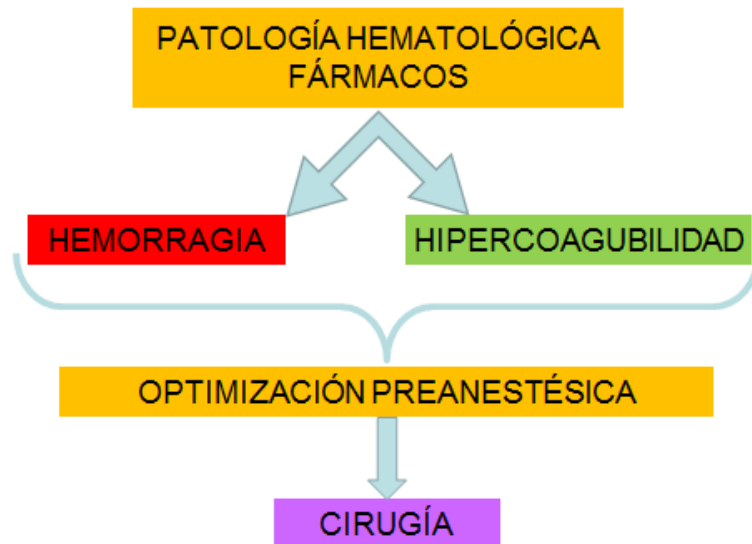 PATOLOGÍA HEMATOLÓGICA
FÁRMACOS
HEMORRAGIA
HIPERCOAGUBILIDAD
OPTIMIZACIÓN PREANESTÉSICA
CIRUGÍA